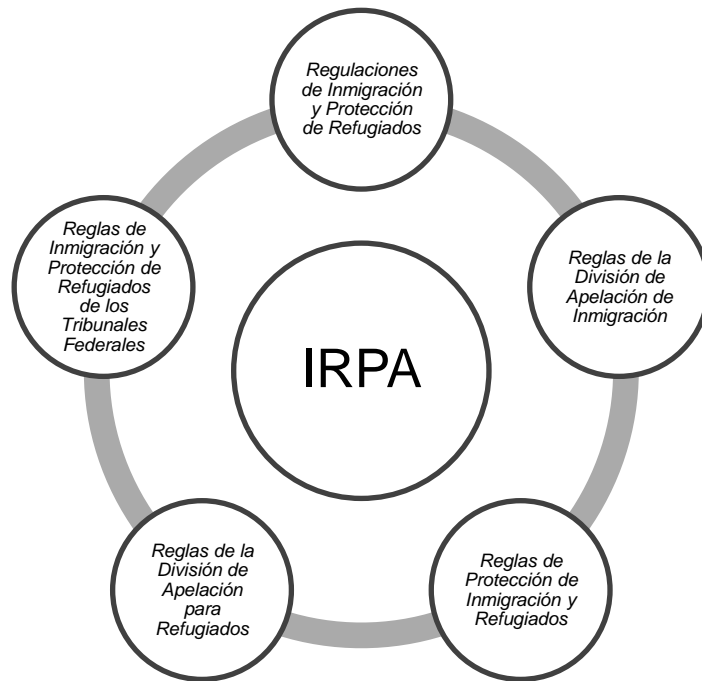 Regulaciones
de Inmigración
y Protección
de Refugiados
Reglas de
Inmigración y
Protección de
Refugiados
de los
Tribunales
Federales
Reglas de la
División de
Apelación de
Inmigración
IRPA
Reglas de la
División de
Apelación
para
Refugiados
Reglas de
Protección de
Inmigración y
Refugiados